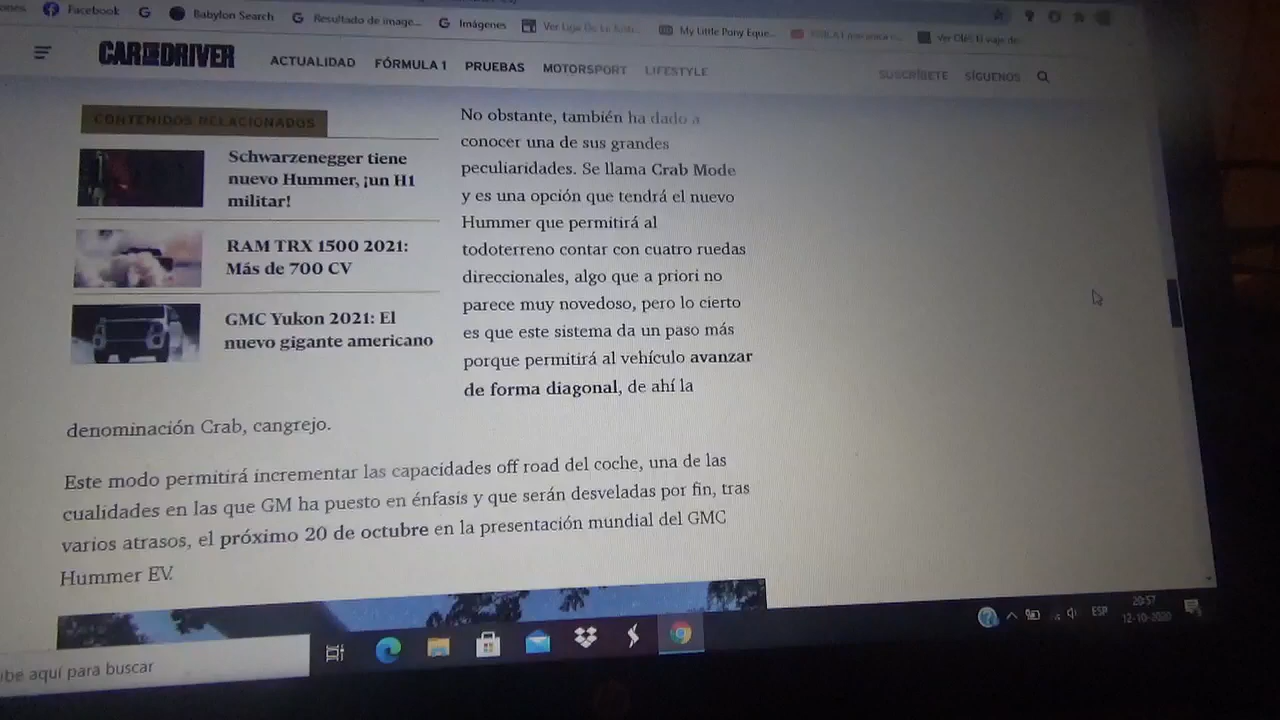 Facebook
Babylon Search
Resultado de image...
Imágenes
My Little Pony Eque...
CAR AND DRIVER
ACTUALIDAD FÓRMULA 1 PRUEBAS MOTORSPORT LIFESTYLE
SUSCRÍBETE SÍGUENOS
CONTENIDOS RELACIONADOS
Schwarzenegger tiene
nuevo Hummer, ¡un H1
militar!
RAM TRX 1500 2021:
Más de 700 CV
GMC Yukon 2021: El
nuevo gigante americano
No obstante, también ha dado a
conocer una de sus grandes
peculiaridades. Se llama Crab Mode
y es una opción que tendrá el nuevo
Hummer que permitirá al
todoterreno contar con cuatro ruedas
direccionales, algo que a priori no
parece muy novedoso, pero lo cierto
es que este sistema da un paso más
porque permitirá al vehículo avanzar
de forma diagonal, de ahí la
denominación Crab, cangrejo.
Este modo permitirá incrementar las capacidades off road del coche, una de las
cualidades en las que GM ha puesto en énfasis y que serán desveladas por fin, tras
varios atrasos, el próximo 20 de octubre en la presentación mundial del GMC
Hummer EV.
ibe aquí para buscar
ESP
20:57
12-10-2020